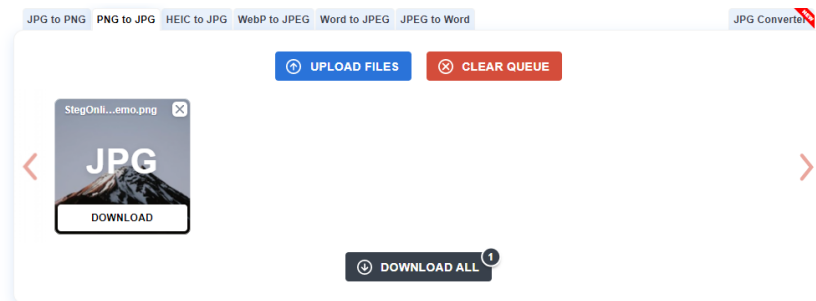 JPG to PNG PNG to JPG HEIC to JPG WebP to JPEG Word to JPEG JPEG to Word JPG Converter NEW
UPLOAD FILES CLEAR QUEUE
StegOnli...emo.png
JPG
DOWNLOAD
DOWNLOAD ALL 1